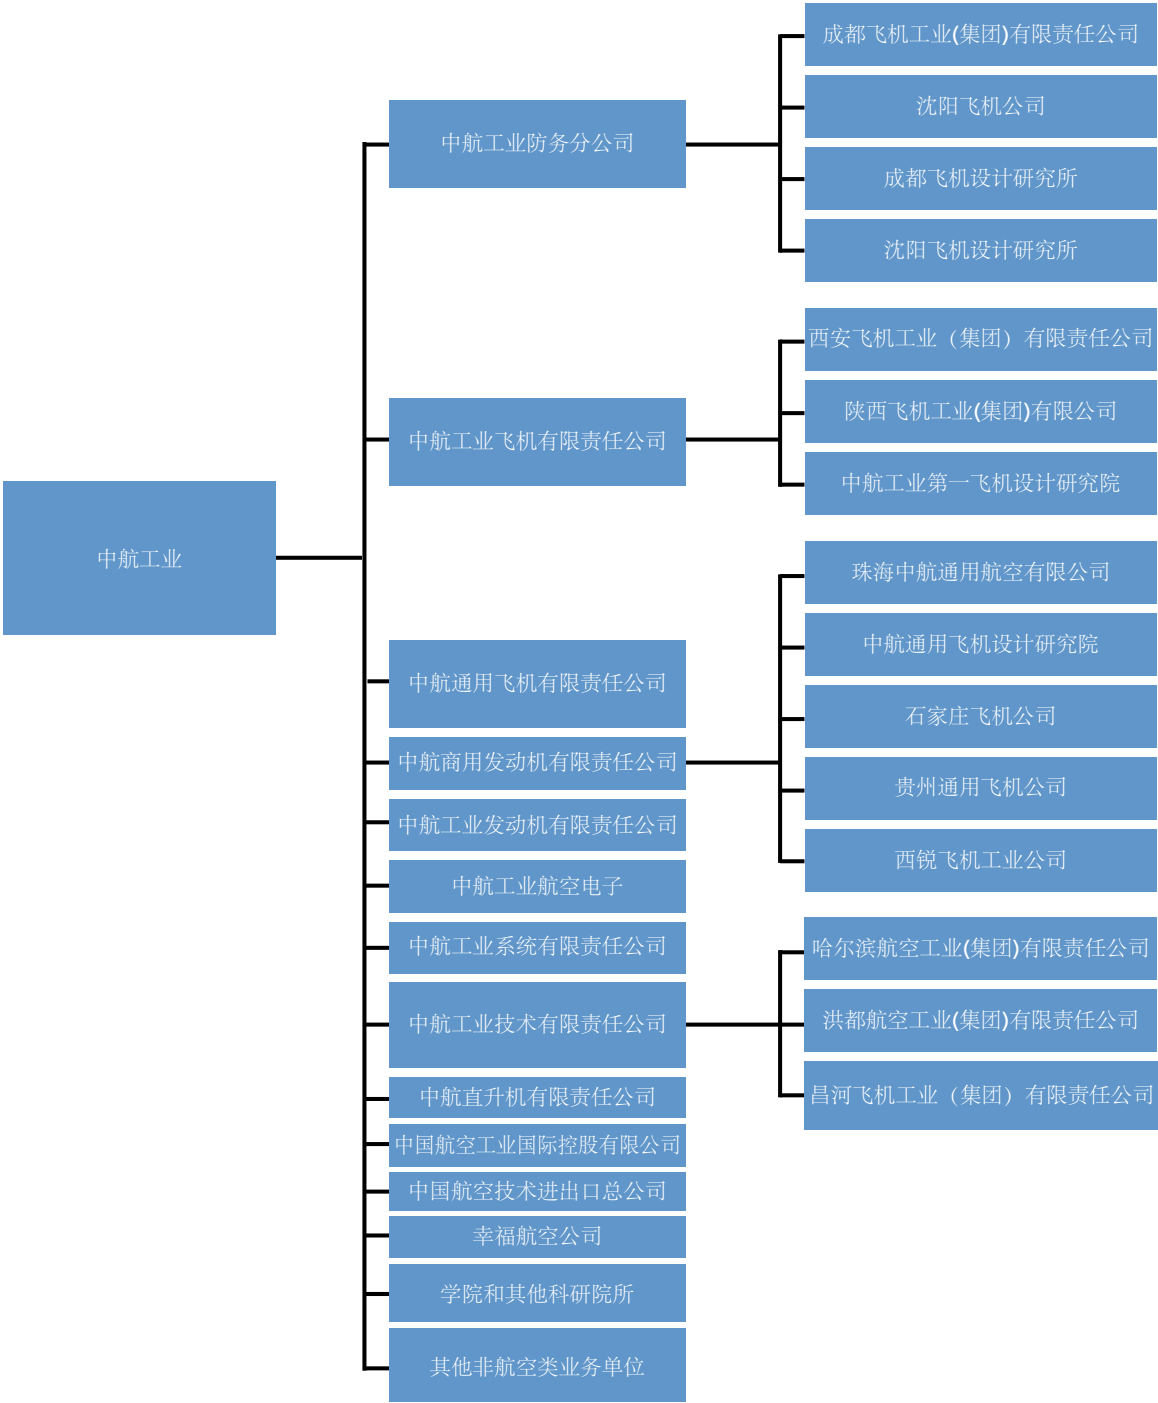 中航工业
中航工业防务分公司
成都飞机工业(集团)有限责任公司
沈阳飞机公司
成都飞机设计研究所
沈阳飞机设计研究所
中航工业飞机有限责任公司
西安飞机工业（集团）有限责任公司
陕西飞机工业(集团)有限公司
中航工业第一飞机设计研究院
中航通用飞机有限责任公司
中航商用发动机有限责任公司
珠海中航通用航空有限公司
中航通用飞机设计研究院
石家庄飞机公司
贵州通用飞机公司
西锐飞机工业公司
中航工业发动机有限责任公司
中航工业航空电子
中航工业系统有限责任公司
中航工业技术有限责任公司
哈尔滨航空工业(集团)有限责任公司
洪都航空工业(集团)有限责任公司
昌河飞机工业（集团）有限责任公司
中航直升机有限责任公司
中国航空工业国际控股有限公司
中国航空技术进出口总公司
幸福航空公司
学院和其他科研院所
其他非航空类业务单位